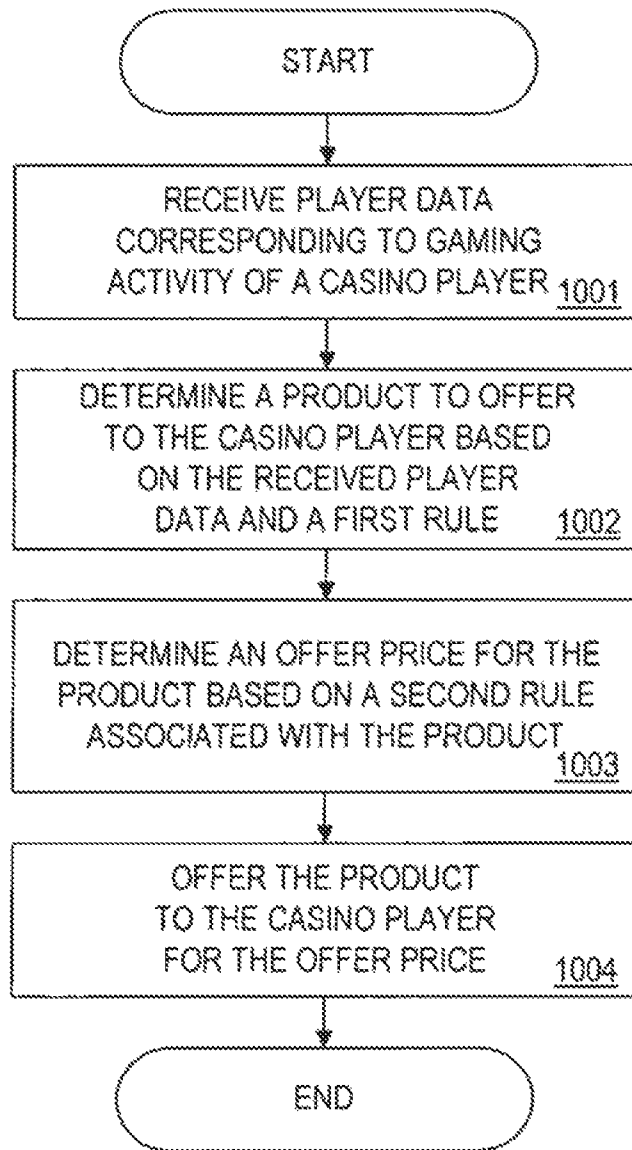 START
RECEIVE PLAYER DATA
CORRESPONDING TO GAMING
ACTIVITY OF A CASINO PLAYER
1001
DETERMINE A PRODUCT TO OFFER
TO THE CASINO PLAYER BASED
ON THE RECEIVED PLAYER
DATA AND A FIRST RULE
1002
DETERMINE AN OFFER PRICE FOR THE
PRODUCT BASED ON A SECOND RULE
ASSOCIATED WITH THE PRODUCT
1003
OFFER THE PRODUCT
TO THE CASINO PLAYER
FOR THE OFFER PRICE
1004
END